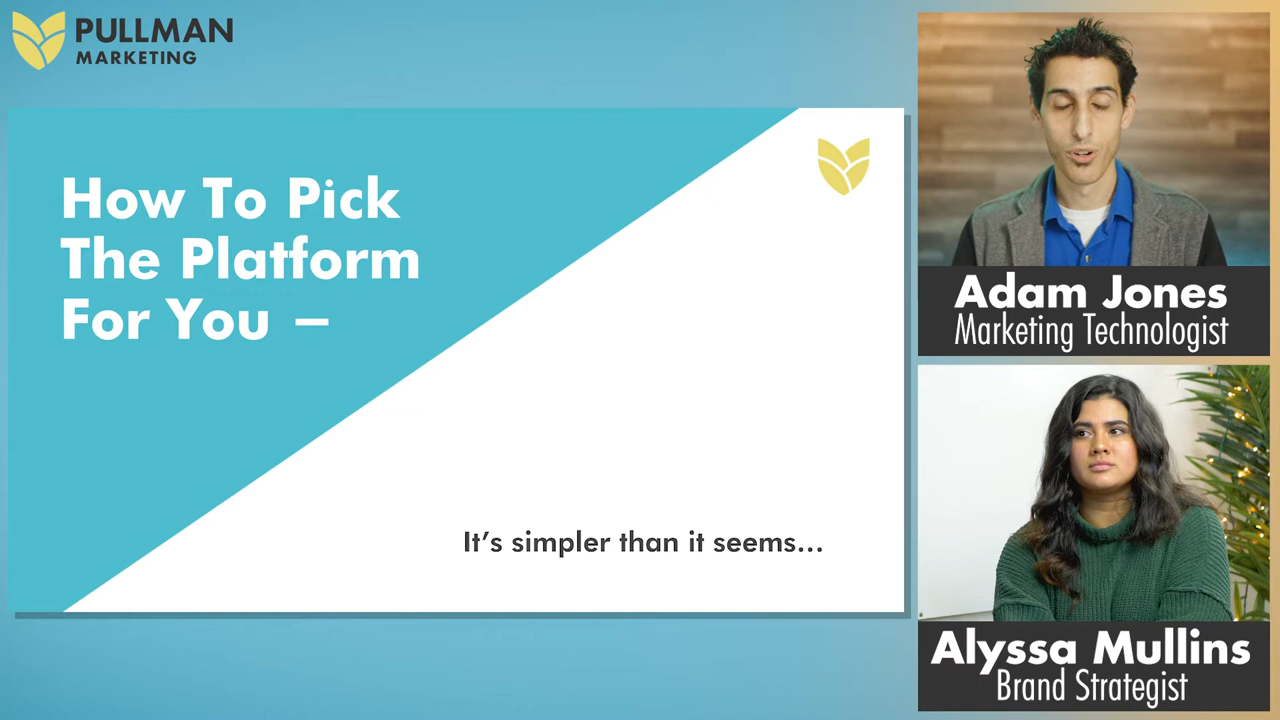 PULLMAN
MARKETING
How To Pick
The Platform
For You –
It’s simpler than it seems...
Adam Jones
Marketing Technologist
Alyssa Mullins
Brand Strategist